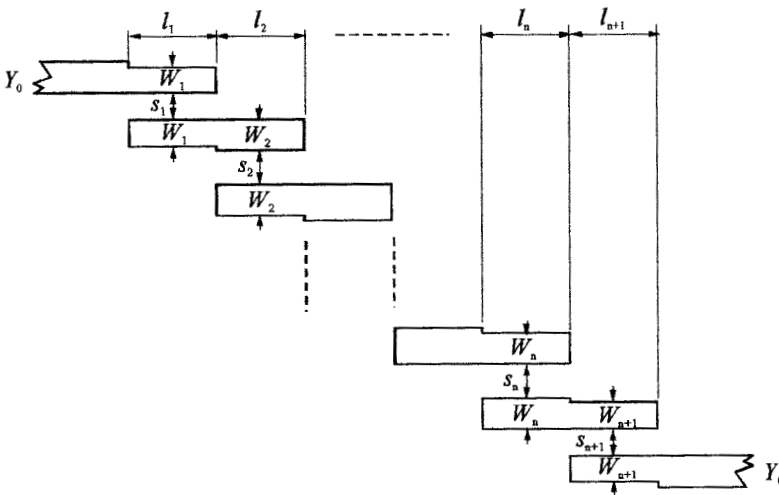 l₁ l₂ lₙ lₙ₊₁
Y₀ W₁
s₁
W₁ W₂
s₂
W₂
Wₙ
sₙ
Wₙ Wₙ₊₁
sₙ₊₁
Wₙ₊₁